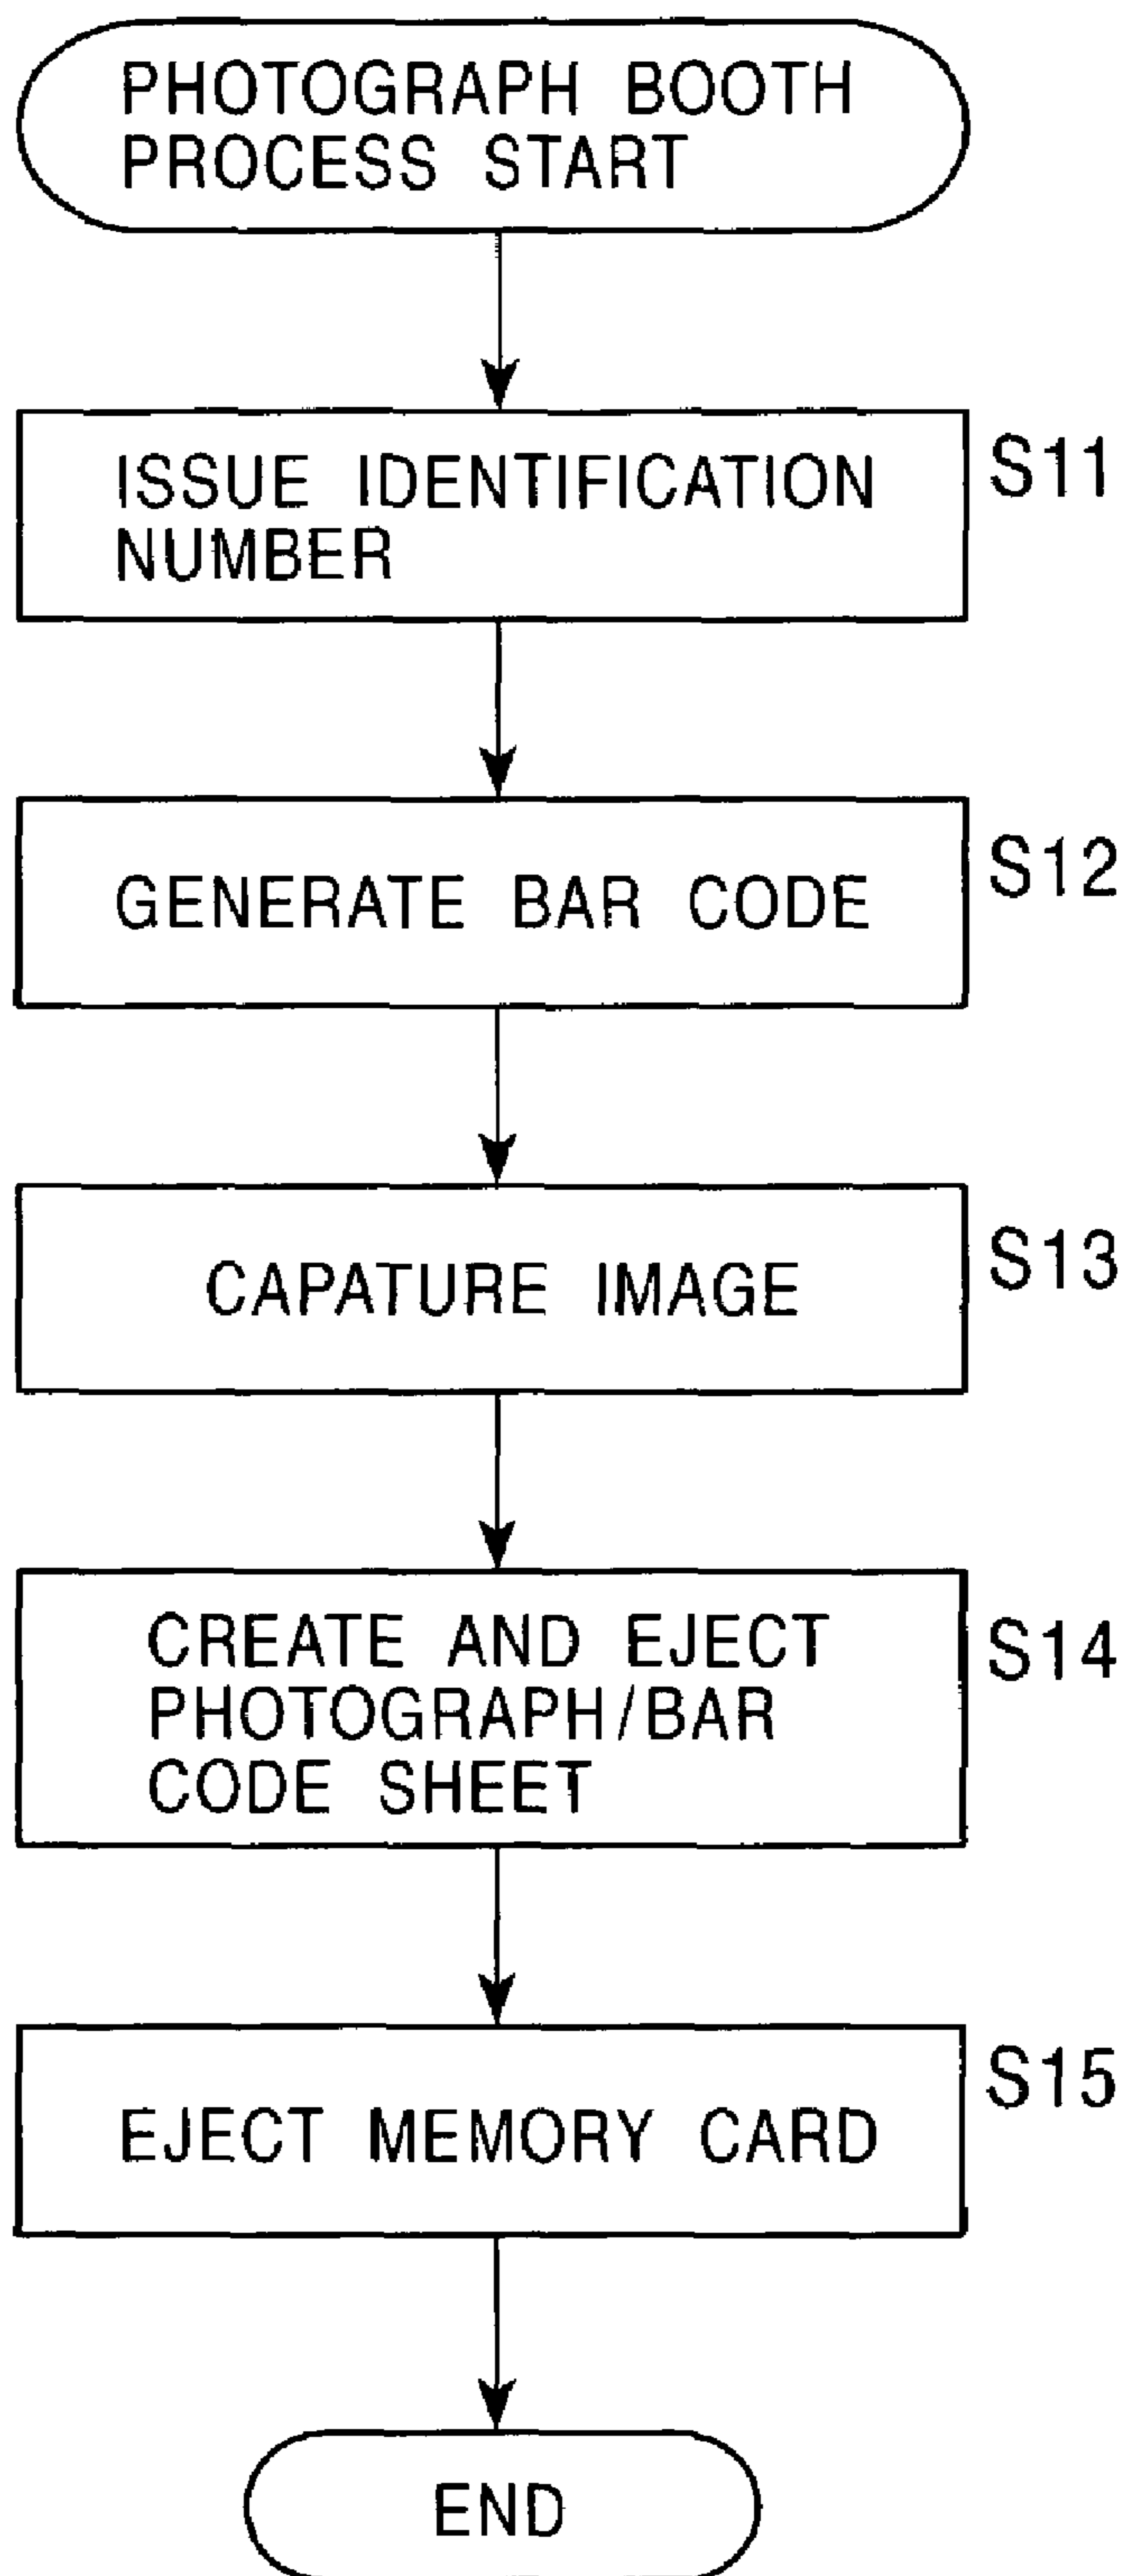 PHOTOGRAPH BOOTH
PROCESS START
ISSUE IDENTIFICATION
NUMBER
S11
GENERATE BAR CODE
S12
CAPATURE IMAGE
S13
CREATE AND EJECT
PHOTOGRAPH/BAR
CODE SHEET
S14
EJECT MEMORY CARD
S15
END